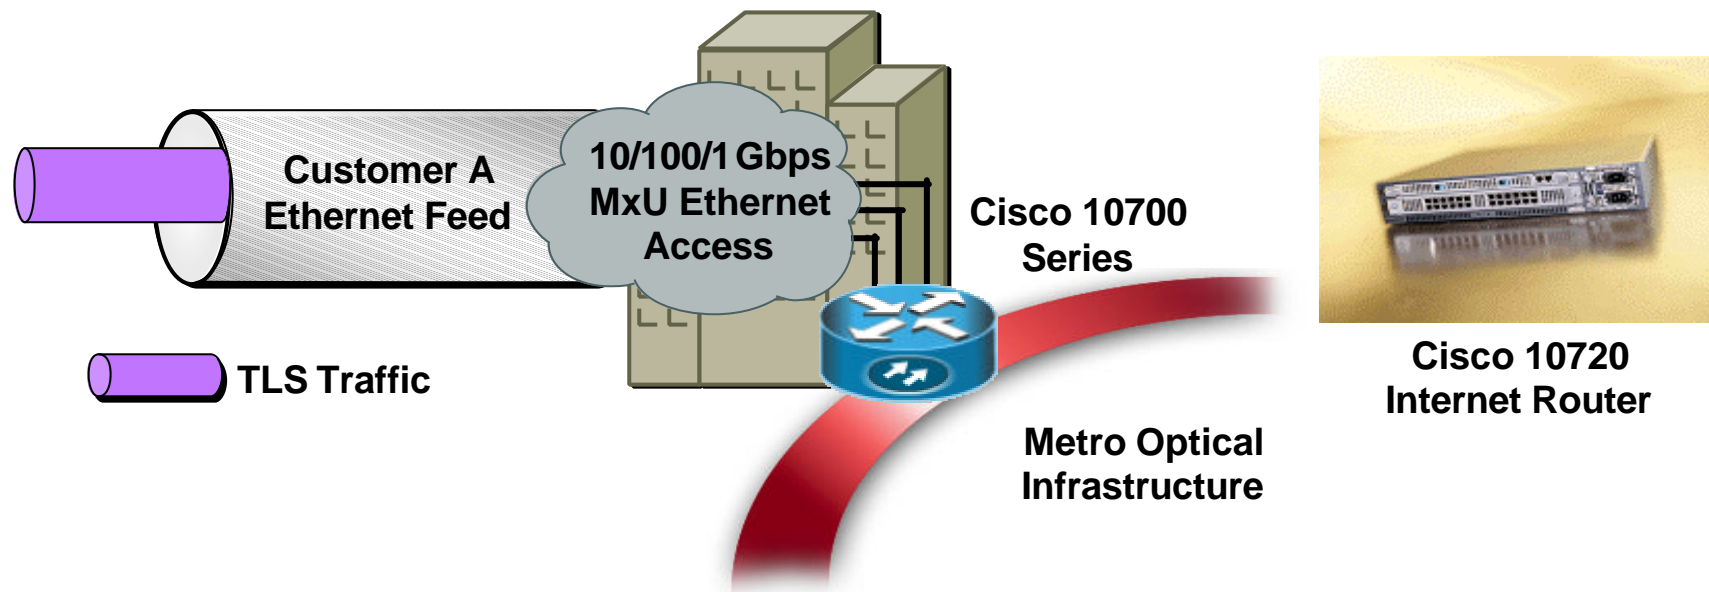 Customer A
Ethernet Feed
10/100/1 Gbps
MxU Ethernet
Access
Cisco 10700
Series
TLS Traffic
Metro Optical
Infrastructure
Cisco 10720
Internet Router